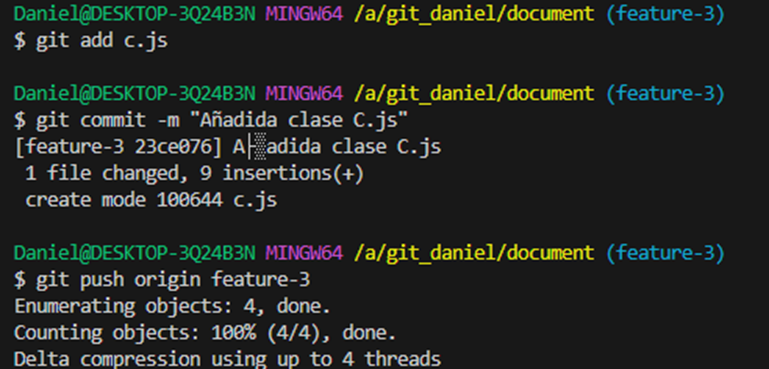 Daniel@DESKTOP-3Q24B3N MINGW64 /a/git_daniel/document (feature-3)
$ git add c.js
Daniel@DESKTOP-3Q24B3N MINGW64 /a/git_daniel/document (feature-3)
$ git commit -m "Añadida clase C.js"
[feature-3 23ce076] A├▒adida clase C.js
1 file changed, 9 insertions(+)
create mode 100644 c.js
Daniel@DESKTOP-3Q24B3N MINGW64 /a/git_daniel/document (feature-3)
$ git push origin feature-3
Enumerating objects: 4, done.
Counting objects: 100% (4/4), done.
Delta compression using up to 4 threads